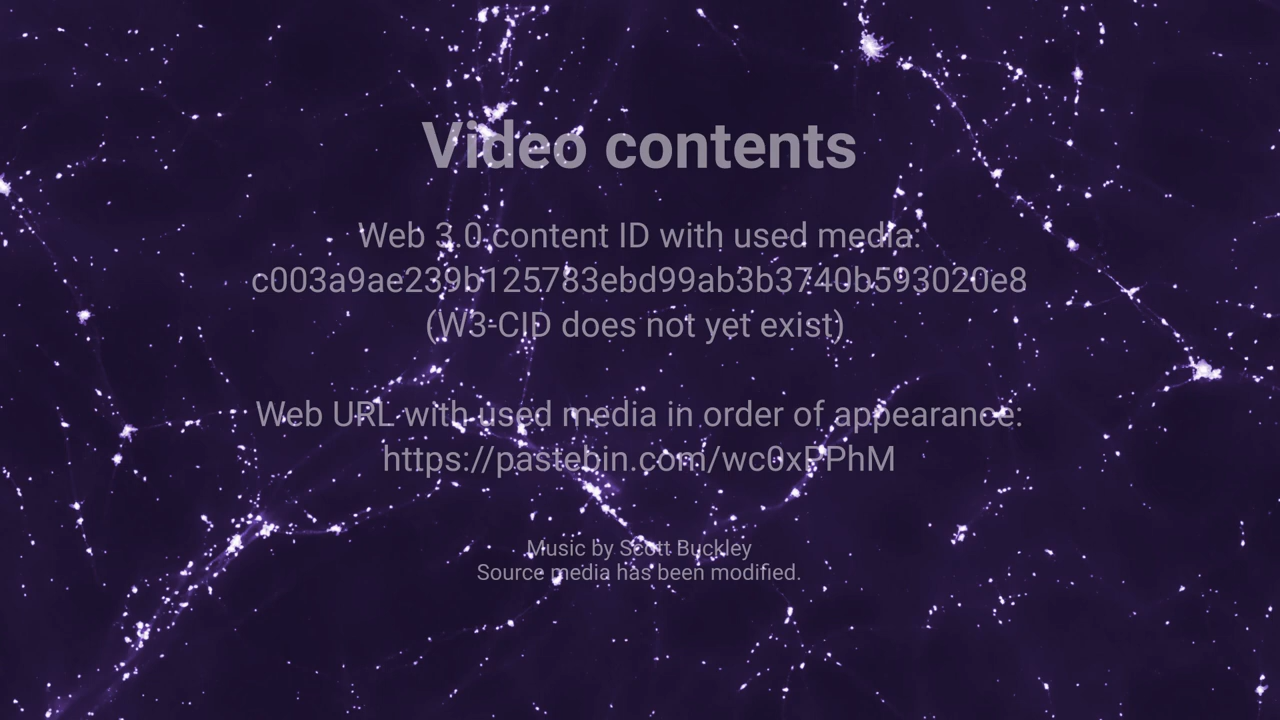 Video contents
Web 3.0 content ID with used media:
c003a9ae239b125783ebd99ab3b3740b593020e8
(W3-CID does not yet exist)
Web URL with used media in order of appearance:
https://pastebin.com/wc0xPPhM
Music by Scott Buckley
Source media has been modified.